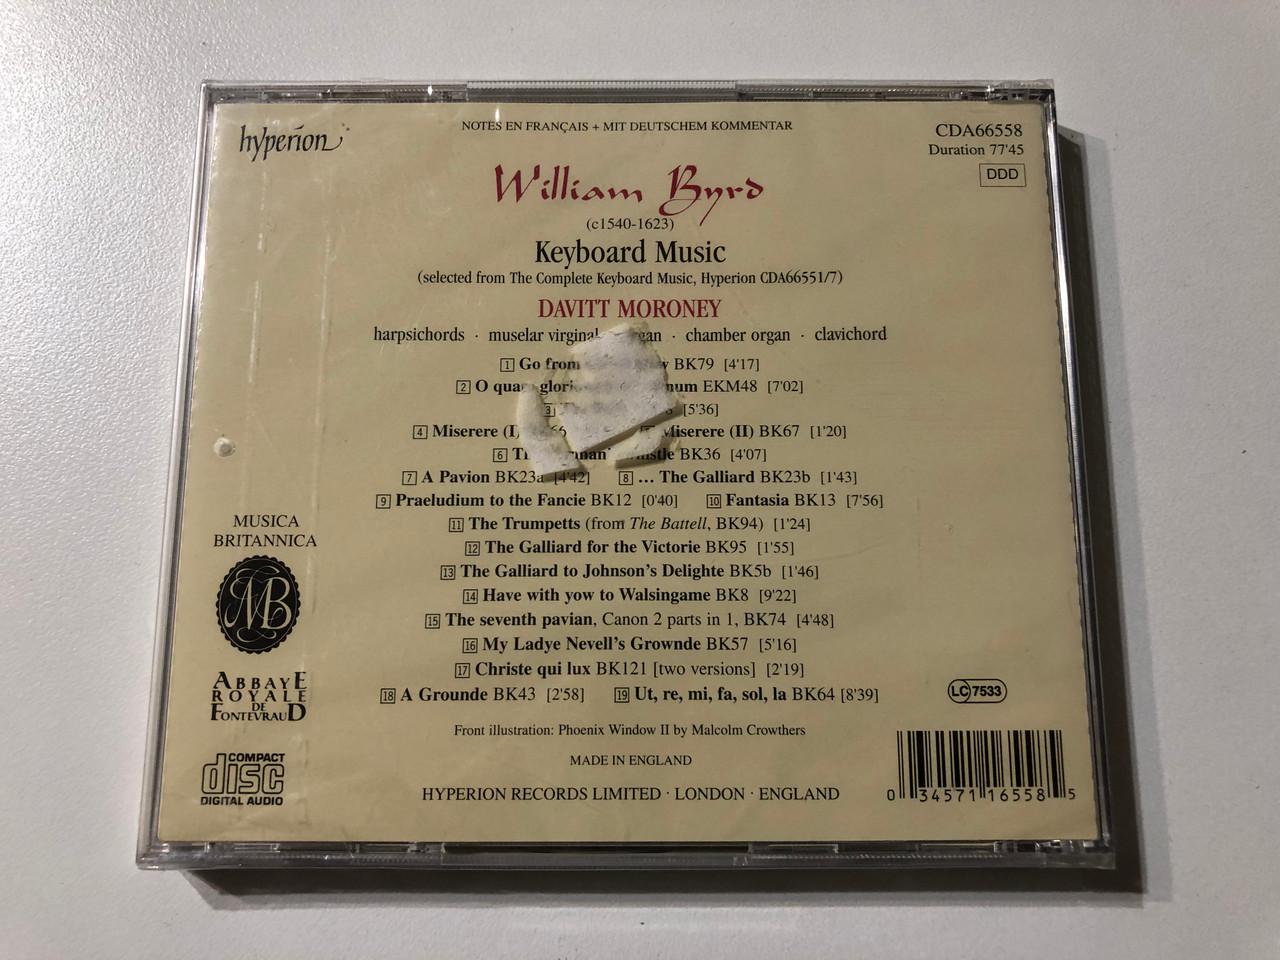 hyperion
NOTES EN FRANÇAIS + MIT DEUTSCHEM KOMMENTAR
CDA66558
Duration 77'45
DDD
William Byrd
(c1540-1623)
Keyboard Music
(selected from The Complete Keyboard Music, Hyperion CDA66551/7)
DAVITT MORONEY
harpsichords · muselar virginal · chamber organ · clavichord
1 Go from BK79 [4'17]
2 O quam EKM48 [7'02]
3 [5'36]
4 Miserere (I) Miserere (II) BK67 [1'20]
6 BK36 [4'07]
7 A Pavion BK23a [4'42] 8 ... The Galliard BK23b [1'43]
9 Praeludium to the Fancie BK12 [0'40] 10 Fantasia BK13 [7'56]
11 The Trumpetts (from The Battell, BK94) [1'24]
12 The Galliard for the Victorie BK95 [1'55]
13 The Galliard to Johnson's Delighte BK5b [1'46]
14 Have with yow to Walsingame BK8 [9'22]
15 The seventh pavian, Canon 2 parts in 1, BK74 [4'48]
16 My Ladye Nevell's Grownde BK57 [5'16]
17 Christe qui lux BK121 [two versions] [2'19]
18 A Grounde BK43 [2'58] 19 Ut, re, mi, fa, sol, la BK64 [8'39]
MUSICA
BRITANNICA
MB
ABBAYE
ROYALE
DE
FONTEVRAUD
LC 7533
Front illustration: Phoenix Window II by Malcolm Crowthers
MADE IN ENGLAND
HYPERION RECORDS LIMITED · LONDON · ENGLAND
COMPACT
disc
DIGITAL AUDIO
0 34571 16558 5